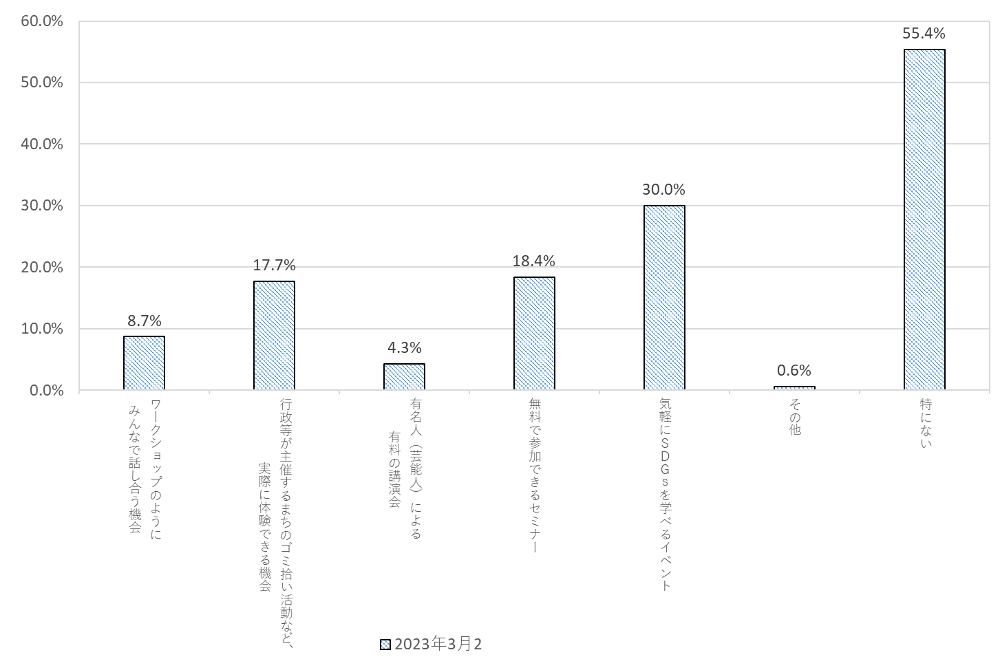 60.0%
50.0%
40.0%
30.0%
20.0%
10.0%
0.0%
8.7%
17.7%
4.3%
18.4%
30.0%
0.6%
55.4%
ワークショップのように
みんなで話し合う機会
行政等が主催するまちのゴミ拾い活動など、
実際に体験できる機会
有名人（芸能人）による
有料の講演会
無料で参加できるセミナー
気軽にＳＤＧｓを学べるイベント
その他
特にない
2023年3月2